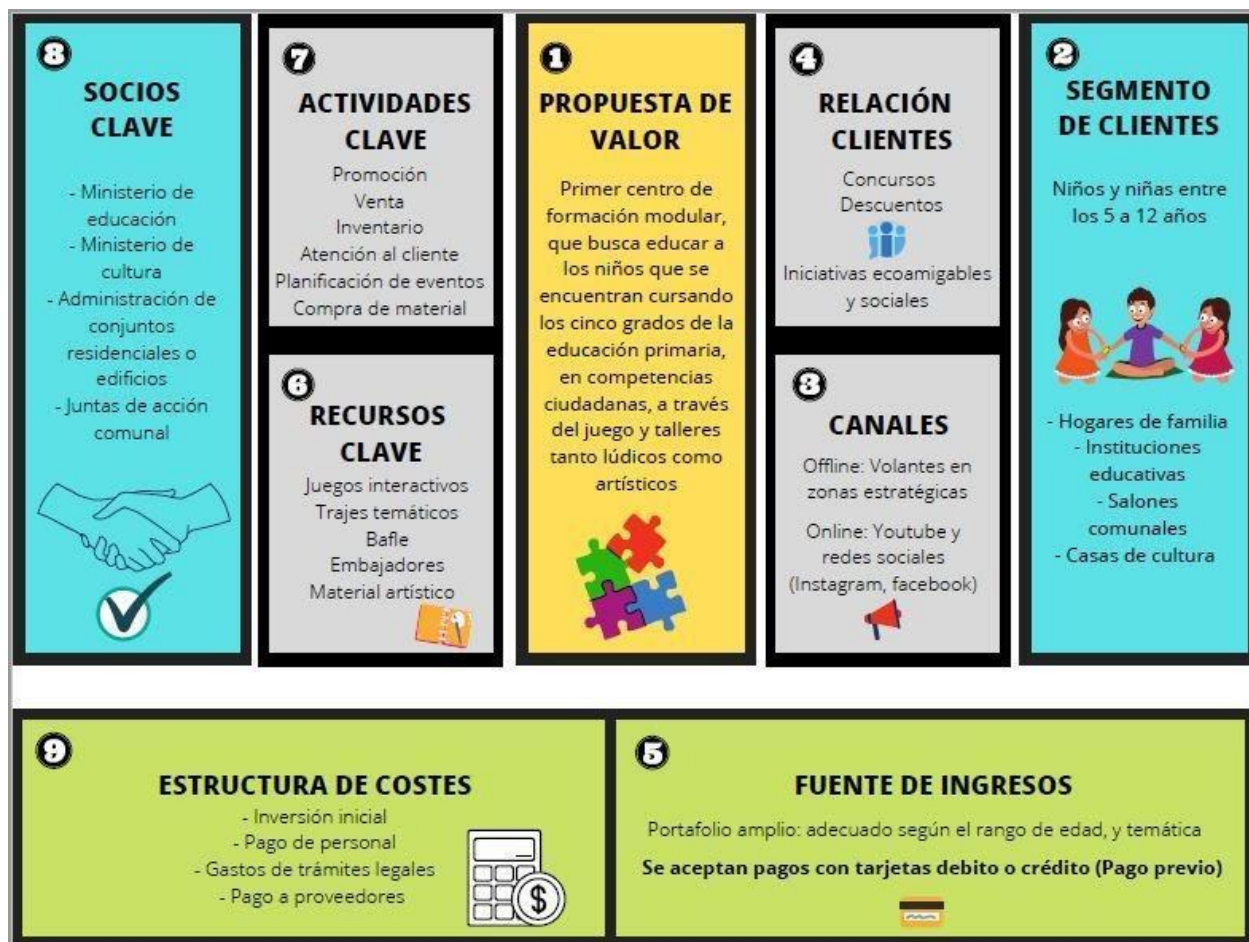 8
SOCIOS
CLAVE
- Ministerio de
educación
- Ministerio de
cultura
- Administración de
conjuntos
residenciales o
edificios
- Juntas de acción
comunal
7
ACTIVIDADES
CLAVE
Promoción
Venta
Inventario
Atención al cliente
Planificación de eventos
Compra de material
6
RECURSOS
CLAVE
Juegos interactivos
Trajes temáticos
Bafle
Embajadores
Material artístico
1
PROPUESTA DE
VALOR
Primer centro de
formación modular,
que busca educar a
los niños que se
encuentran cursando
los cinco grados de la
educación primaria,
en competencias
ciudadanas, a través
del juego y talleres
tanto lúdicos como
artísticos
4
RELACIÓN
CLIENTES
Concursos
Descuentos
Iniciativas ecoamigables
y sociales
3
CANALES
Offline: Volantes en
zonas estratégicas
Online: Youtube y
redes sociales
(Instagram, facebook)
2
SEGMENTO
DE CLIENTES
Niños y niñas entre
los 5 a 12 años
- Hogares de familia
- Instituciones
educativas
- Salones
comunales
- Casas de cultura
9
ESTRUCTURA DE COSTES
- Inversión inicial
- Pago de personal
- Gastos de trámites legales
- Pago a proveedores
$
5
FUENTE DE INGRESOS
Portafolio amplio: adecuado según el rango de edad, y temática
Se aceptan pagos con tarjetas debito o crédito (Pago previo)